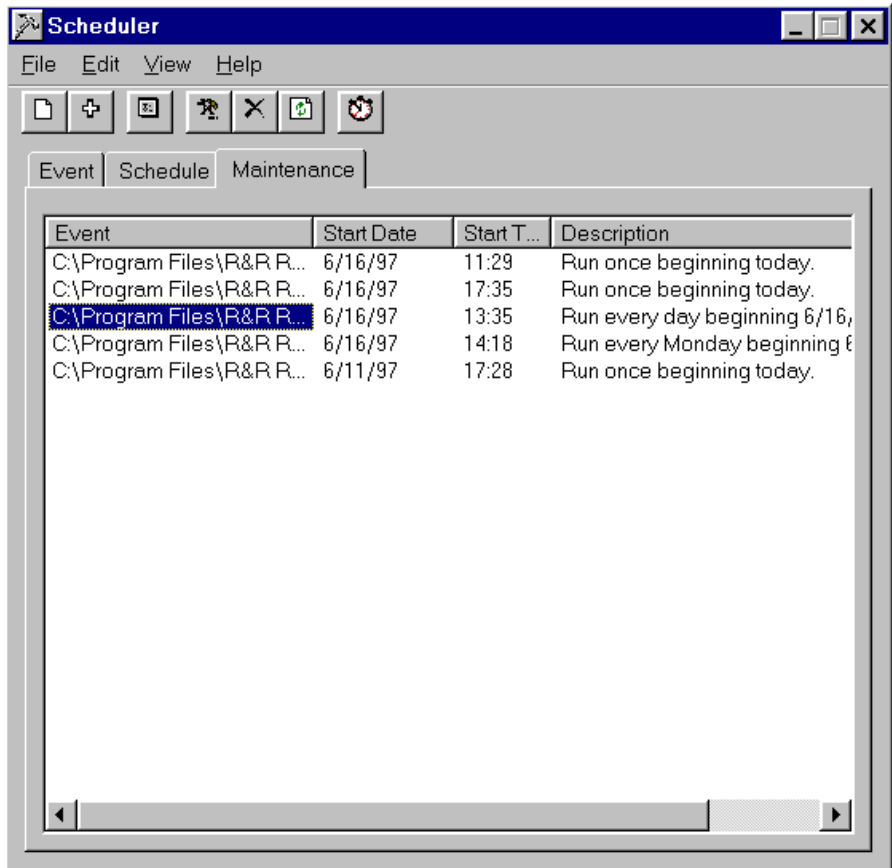 Scheduler
File Edit View Help
Event Schedule Maintenance
Event Start Date Start T... Description
C:\Program Files\R&R R... 6/16/97 11:29 Run once beginning today.
C:\Program Files\R&R R... 6/16/97 17:35 Run once beginning today.
C:\Program Files\R&R R... 6/16/97 13:35 Run every day beginning 6/16/
C:\Program Files\R&R R... 6/16/97 14:18 Run every Monday beginning 6
C:\Program Files\R&R R... 6/11/97 17:28 Run once beginning today.